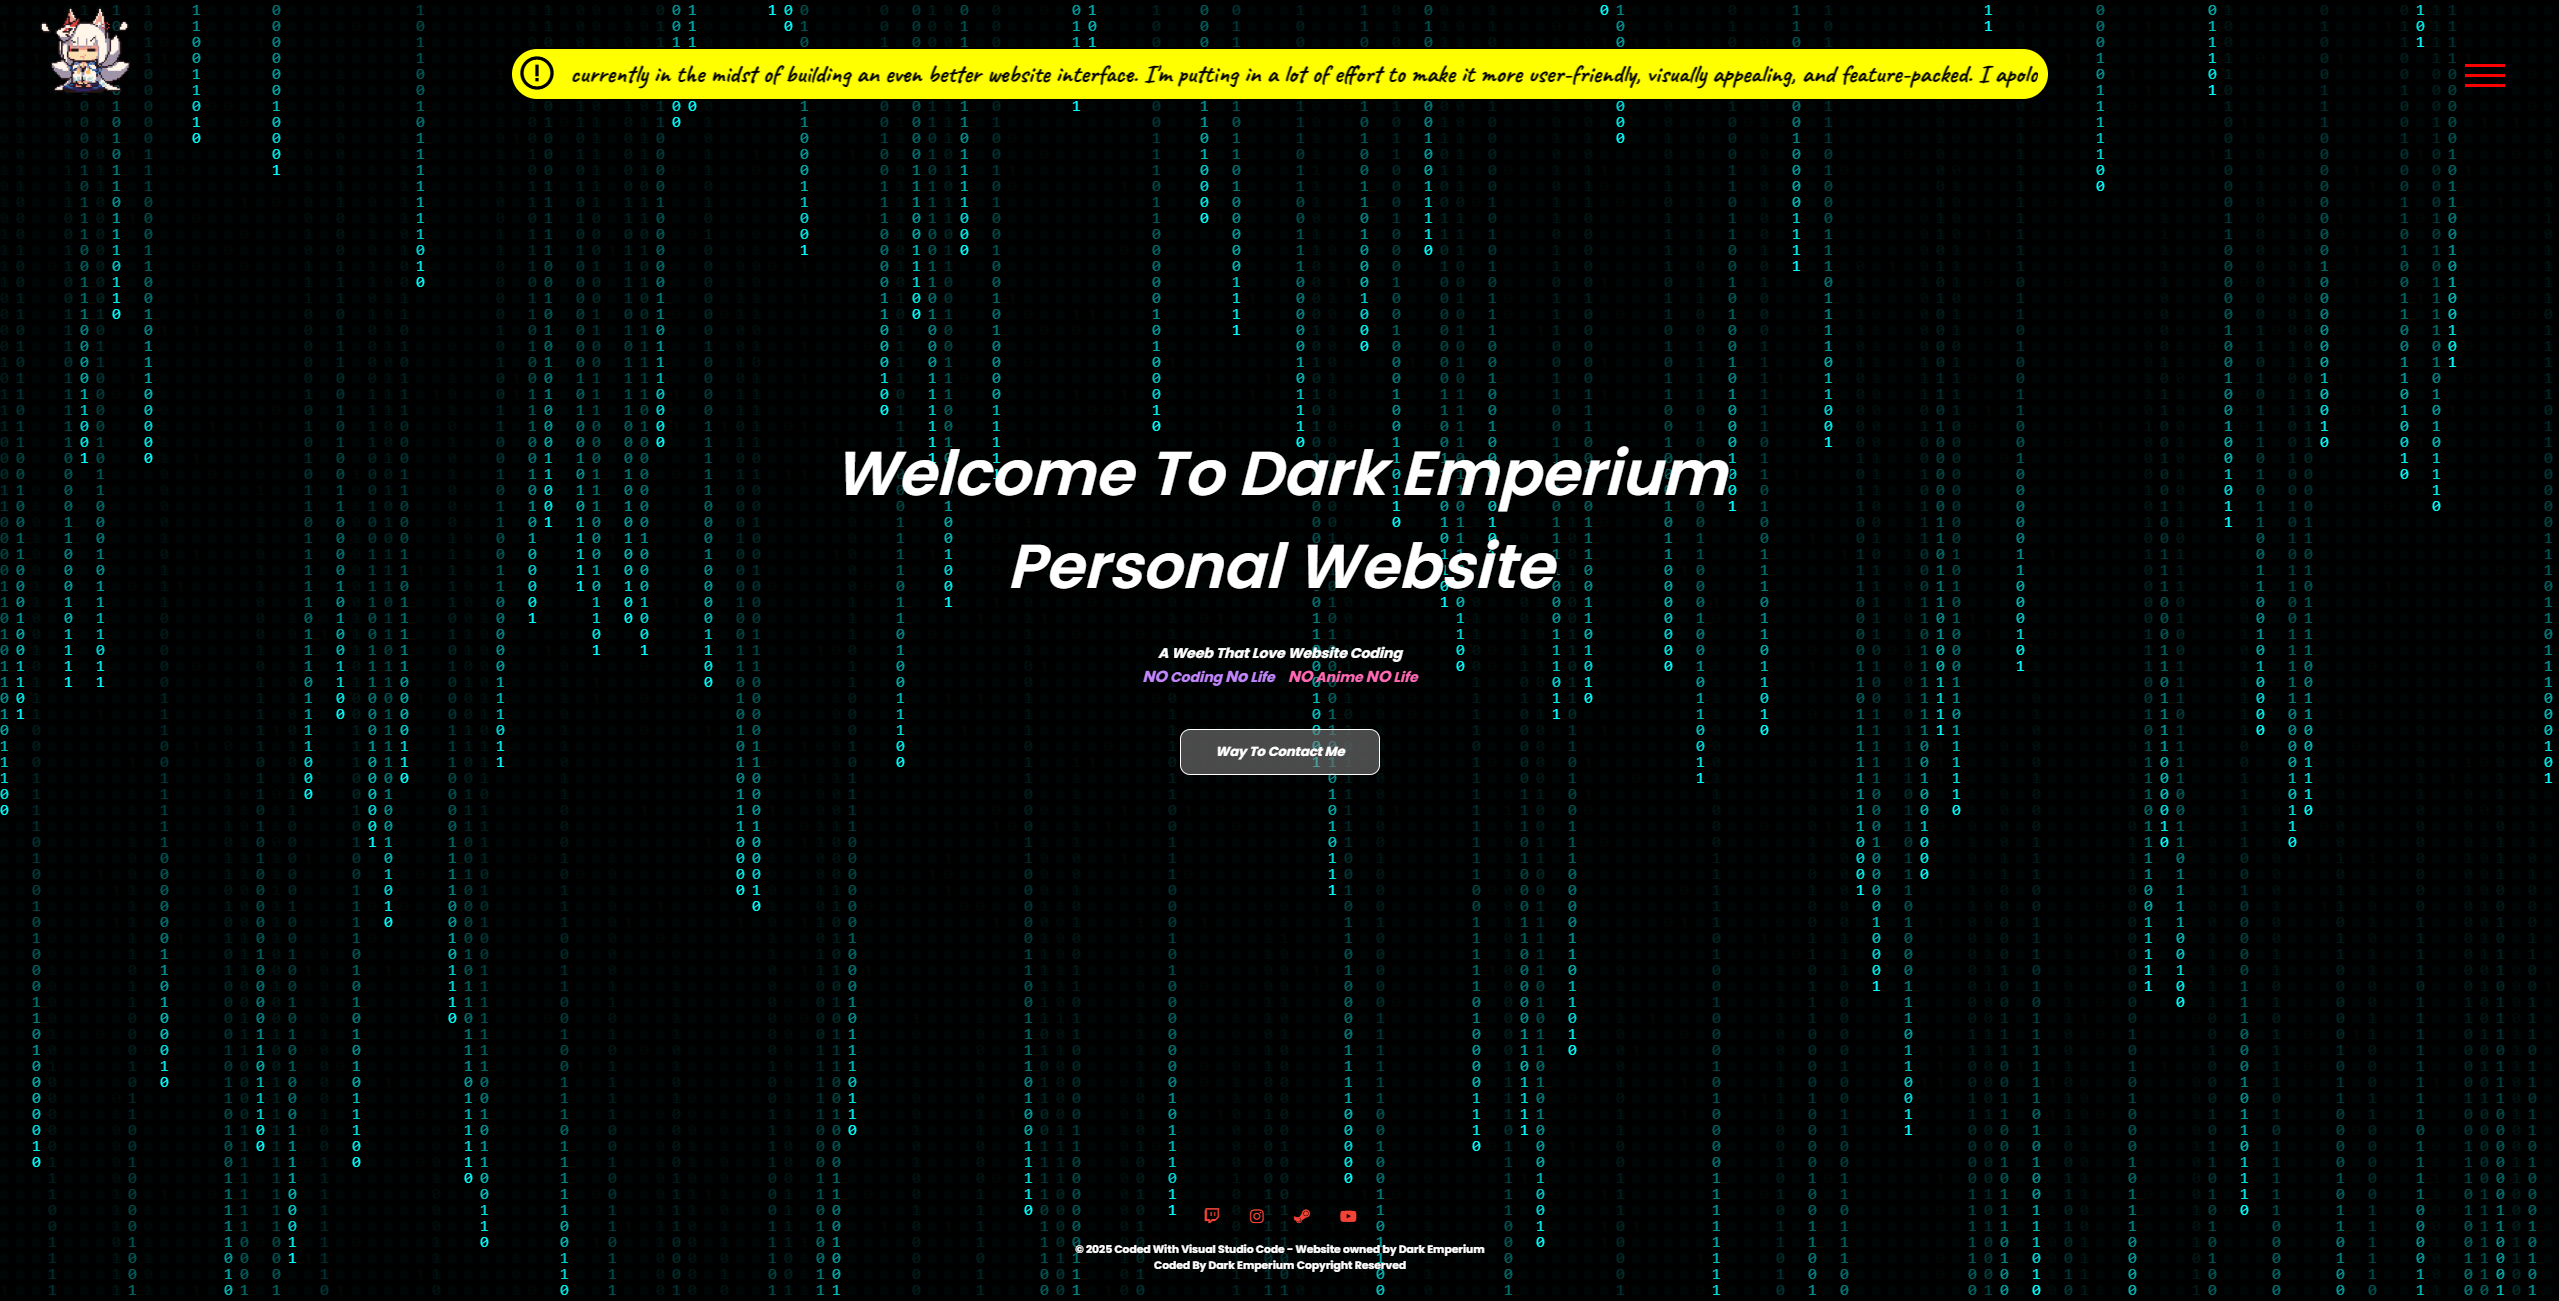 currently in the midst of building an even better website interface. I'm putting in a lot of effort to make it more user-friendly, visually appealing, and feature-packed. I apolo
Welcome To Dark Emperium
Personal Website
A Weeb That Love Website Coding
NO Coding No Life NO Anime NO Life
Way To Contact Me
© 2025 Coded With Visual Studio Code - Website owned by Dark Emperium
Coded By Dark Emperium Copyright Reserved